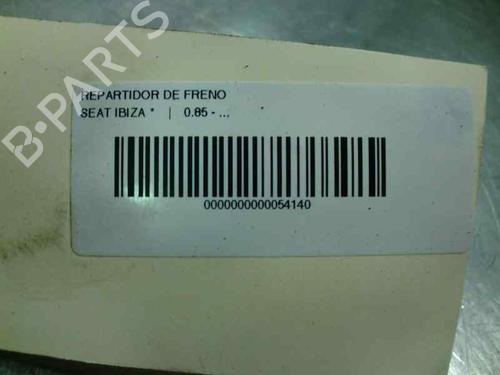 B-PARTS
REPARTIDOR DE FRENO
SEAT IBIZA * | 0.85 - ...
0000000000054140